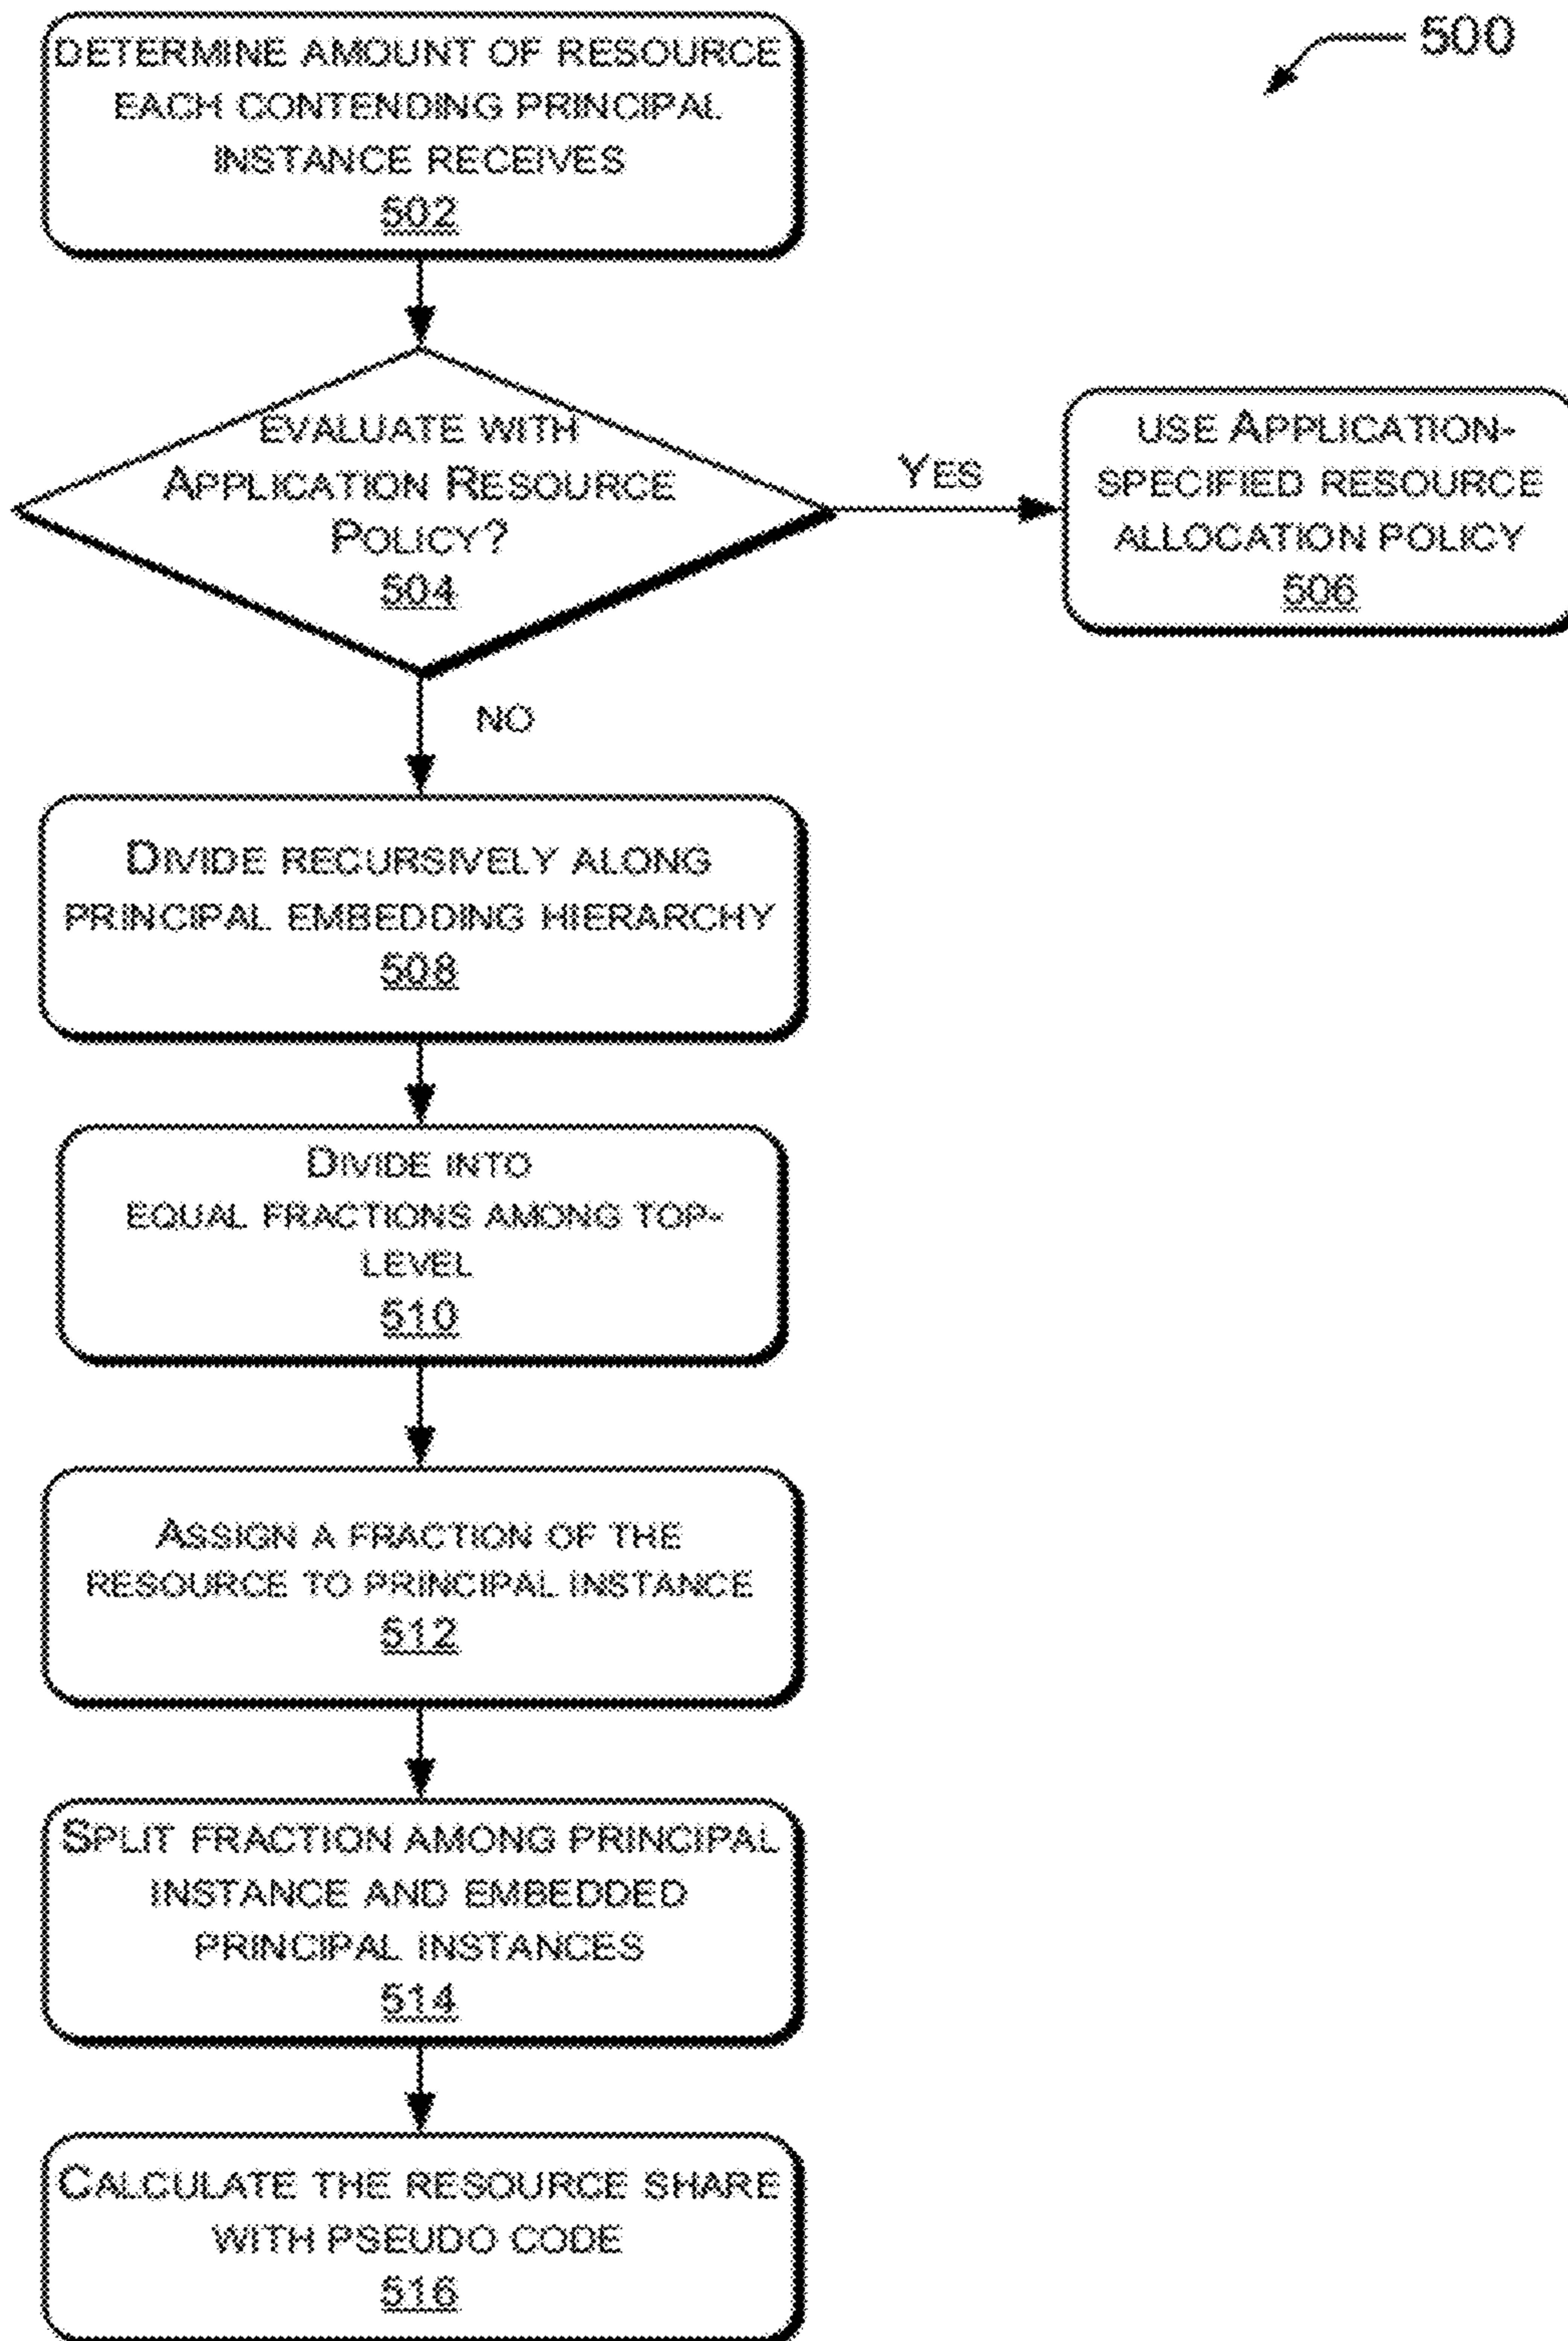 DETERMINE AMOUNT OF RESOURCE
EACH CONTENDING PRINCIPAL
INSTANCE RECEIVES
502
500
EVALUATE WITH
APPLICATION RESOURCE
POLICY?
504
YES
USE APPLICATION-
SPECIFIED RESOURCE
ALLOCATION POLICY
506
NO
DIVIDE RECURSIVELY ALONG
PRINCIPAL EMBEDDING HIERARCHY
508
DIVIDE INTO
EQUAL FRACTIONS AMONG TOP-
LEVEL
510
ASSIGN A FRACTION OF THE
RESOURCE TO PRINCIPAL INSTANCE
512
SPLIT FRACTION AMONG PRINCIPAL
INSTANCE AND EMBEDDED
PRINCIPAL INSTANCES
514
CALCULATE THE RESOURCE SHARE
WITH PSEUDO CODE
516